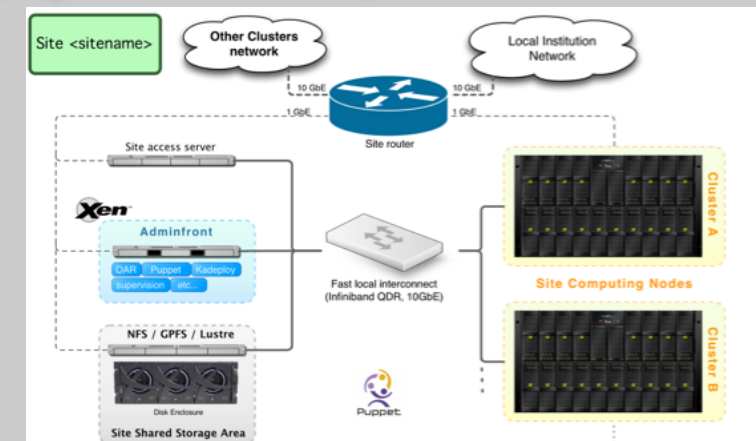 Site <sitename>
Other Clusters
network
Local Institution
Network
10 GbE
10 GbE
1 GbE
1 GbE
Site router
Site access server
Xen
Adminfront
OAR
Puppet
Kadeploy
supervision
etc...
Fast local interconnect
(Infiniband QDR, 10GbE)
Cluster A
Site Computing Nodes
Cluster B
NFS / GPFS / Lustre
Disk Enclosure
Site Shared Storage Area
Puppet